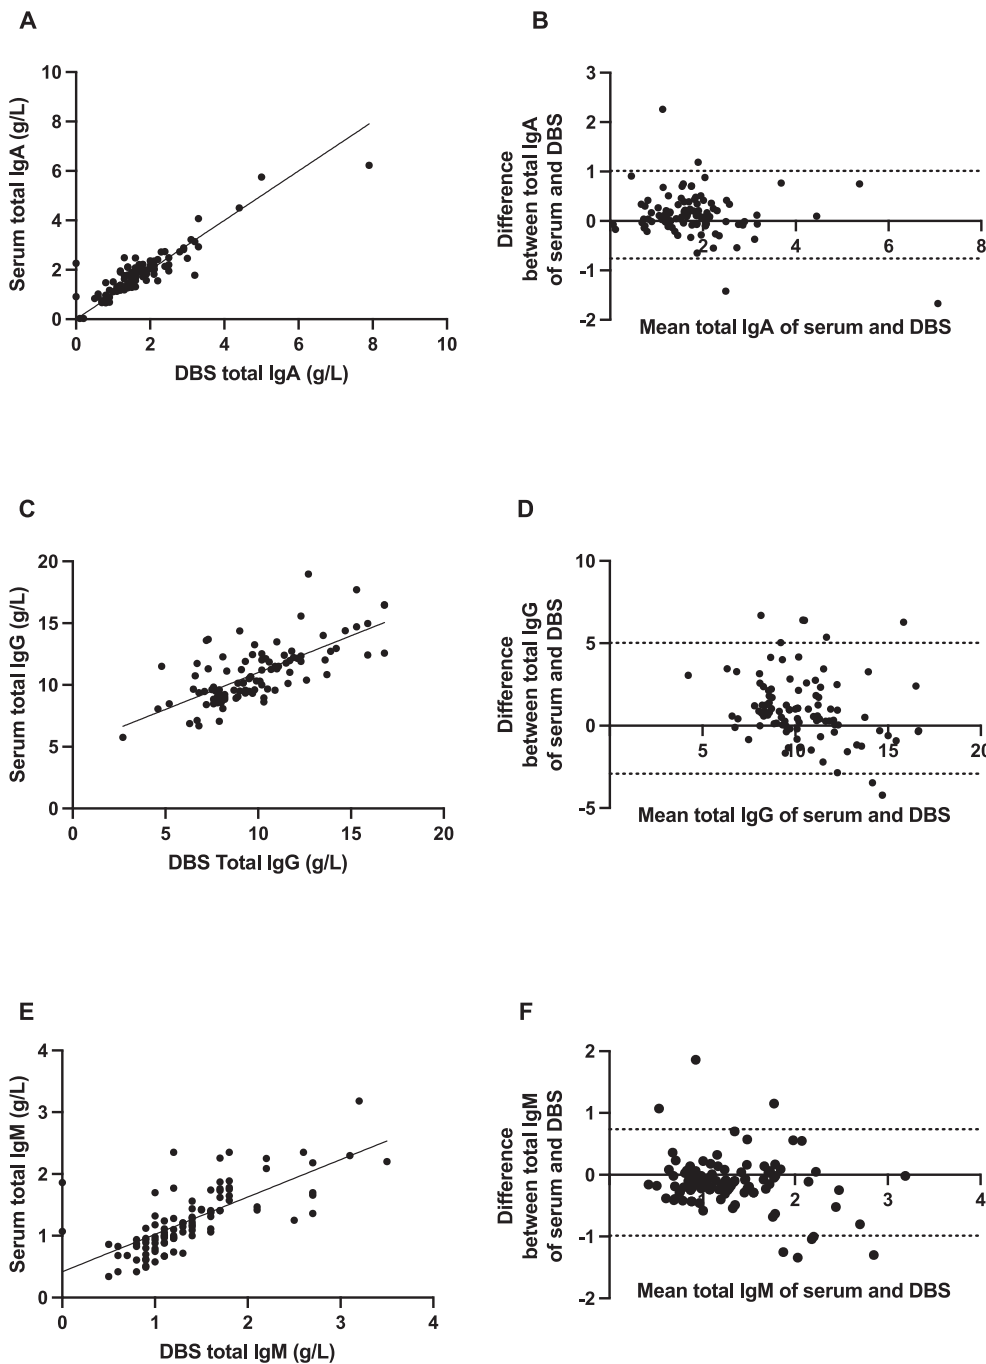 A
Serum total IgA (g/L)
10
8
6
4
2
0
0 2 4 6 8 10
DBS total IgA (g/L)
B
Difference
between total IgA
of serum and DBS
3
2
1
0
-1
-2
2 4 6 8
Mean total IgA of serum and DBS
C
Serum total IgG (g/L)
20
15
10
5
0
0 5 10 15 20
DBS Total IgG (g/L)
D
Difference
between total IgG
of serum and DBS
10
5
0
-5
5 10 15 20
Mean total IgG of serum and DBS
E
Serum total IgM (g/L)
4
3
2
1
0
0 1 2 3 4
DBS total IgM (g/L)
F
Difference
between total IgM
of serum and DBS
2
1
0
-1
-2
1 2 3 4
Mean total IgM of serum and DBS